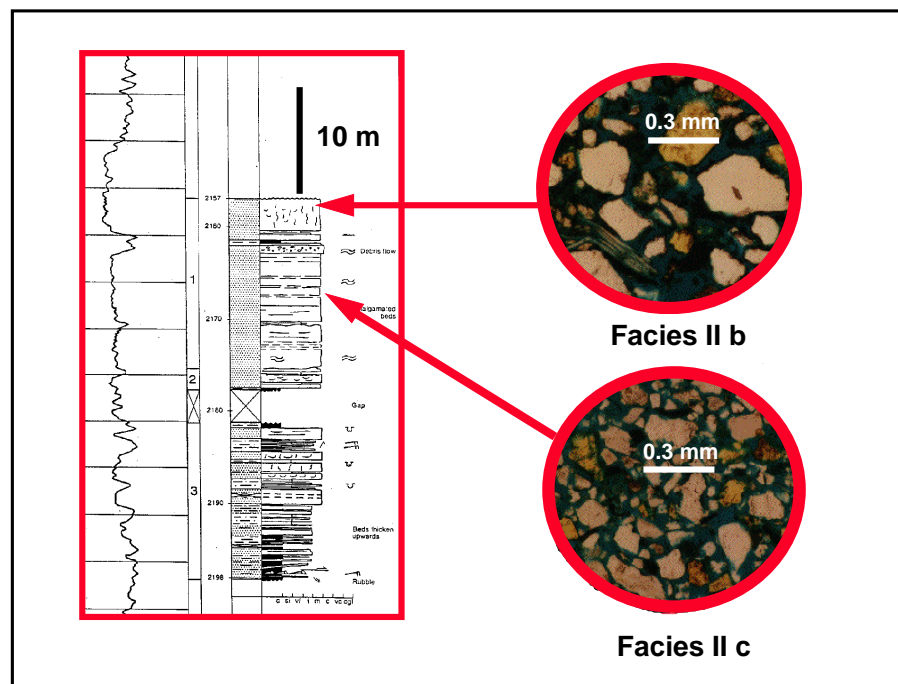 10 m
2157
2160
Debris flow
1
2170
beds
2
2180
Gap
3
2190
Beds thicken
upwards
2198
Rubble
0.3 mm
Facies II b
0.3 mm
Facies II c